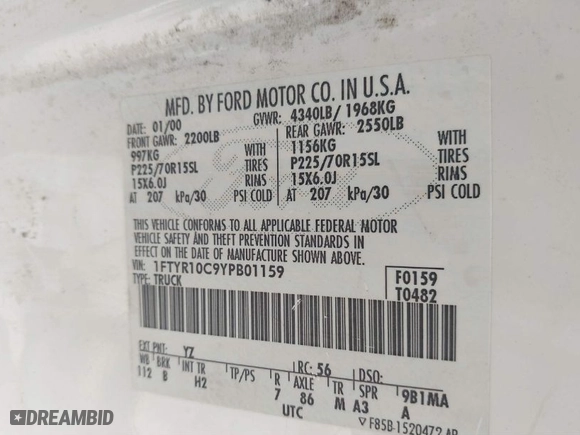 MFD. BY FORD MOTOR CO. IN U.S.A.
DATE: 01/00 GVWR: 4340LB/ 1968KG
FRONT GAWR: 2200LB REAR GAWR: 2550LB
997KG WITH 1156KG WITH
P225/70R15SL TIRES P225/70R15SL TIRES
15X6.0J RIMS 15X6.0J RIMS
AT 207 kPa/30 PSI COLD AT 207 kPa/30 PSI COLD
THIS VEHICLE CONFORMS TO ALL APPLICABLE FEDERAL MOTOR
VEHICLE SAFETY AND THEFT PREVENTION STANDARDS IN
EFFECT ON THE DATE OF MANUFACTURE SHOWN ABOVE.
VIN: 1FTYR10C9YPB01159 F0159
TYPE: TRUCK T0482
EXT PNT: YZ RC: 56 DSO:
WB BRK INT TR TP/PS R AXLE TR SPR 9B1MA
112 B H2 7 86 M A3 A
UTC
▽ F85B-1520472-AB
DREAMBID